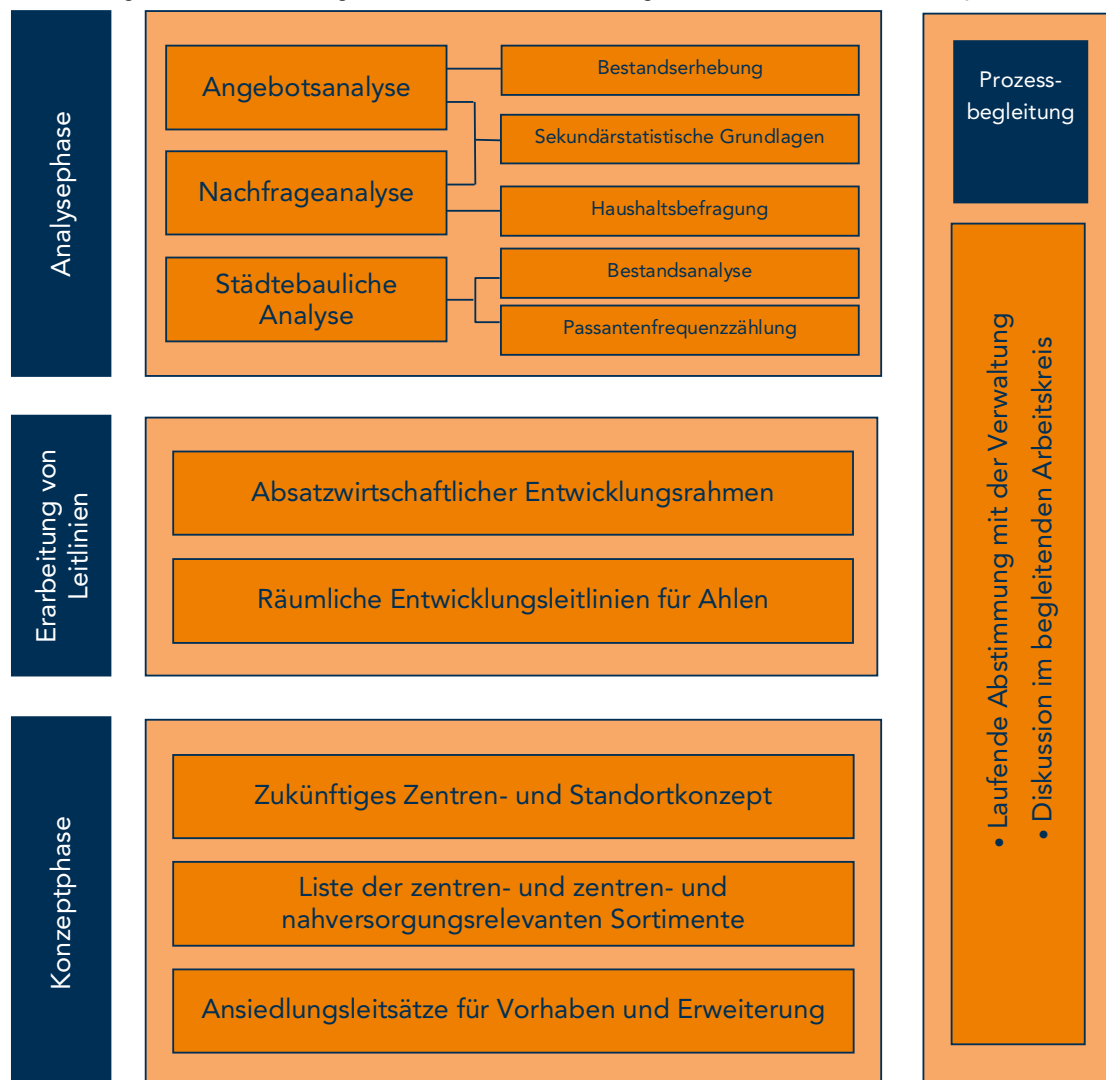 Analysephase
Angebotsanalyse
Nachfrageanalyse
Städtebauliche
Analyse
Bestandserhebung
Sekundärstatistische Grundlagen
Haushaltsbefragung
Bestandsanalyse
Passantenfrequenzzählung
Erarbeitung von
Leitlinien
Absatzwirtschaftlicher Entwicklungsrahmen
Räumliche Entwicklungsleitlinien für Ahlen
Konzeptphase
Zukünftiges Zentren- und Standortkonzept
Liste der zentren- und zentren- und
nahversorgungsrelevanten Sortimente
Ansiedlungsleitsätze für Vorhaben und Erweiterung
Prozess-
begleitung
• Laufende Abstimmung mit der Verwaltung
• Diskussion im begleitenden Arbeitskreis